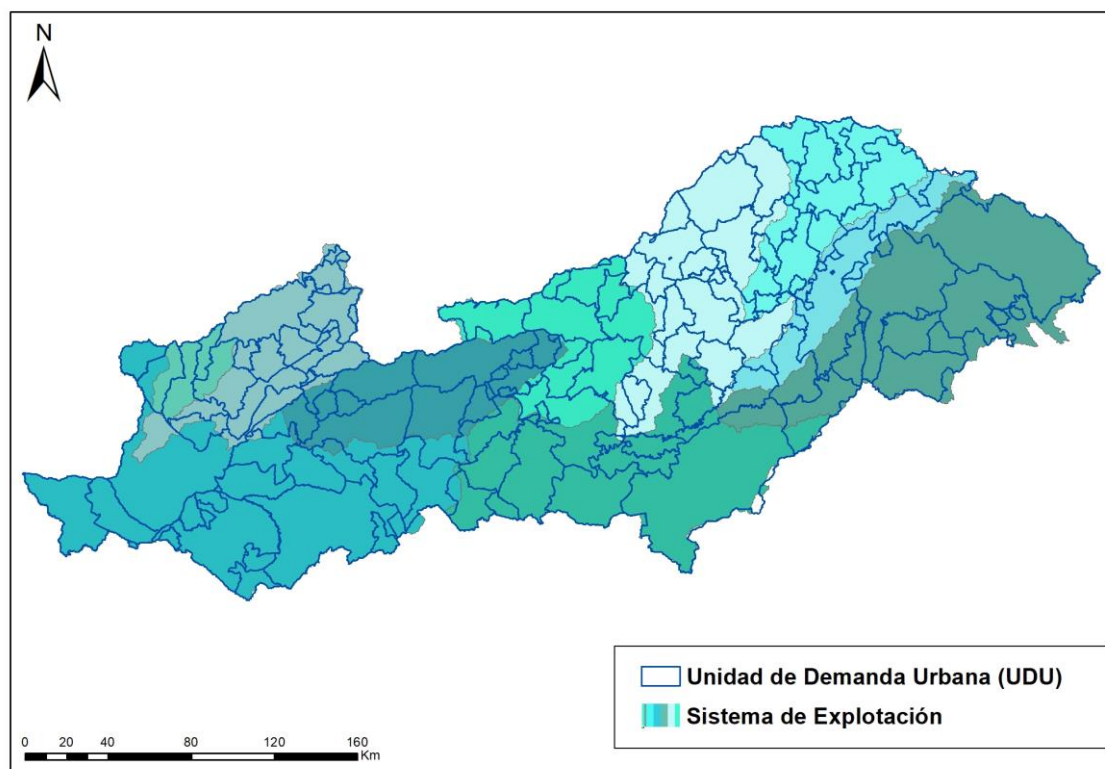 N
Unidad de Demanda Urbana (UDU)
Sistema de Explotación
0 20 40 80 120 160
Km